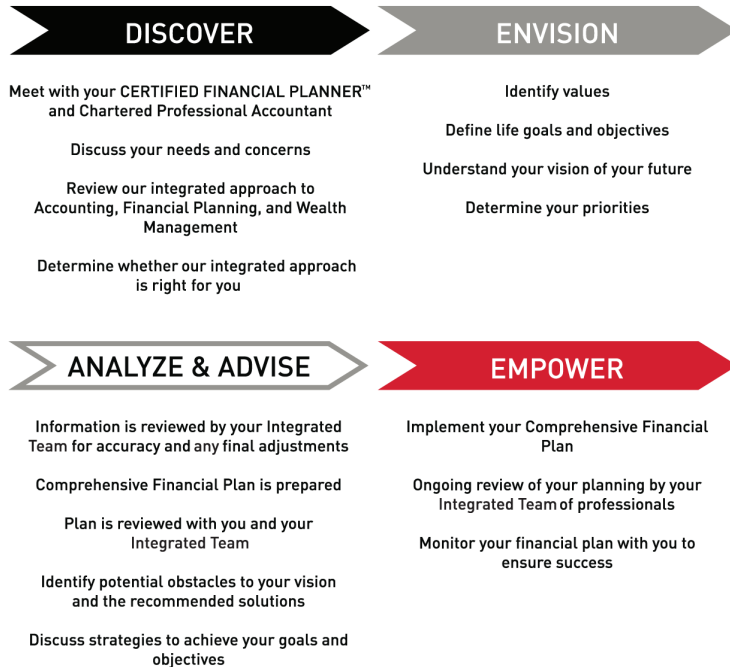 DISCOVER
Meet with your CERTIFIED FINANCIAL PLANNER™
and Chartered Professional Accountant
Discuss your needs and concerns
Review our integrated approach to
Accounting, Financial Planning, and Wealth
Management
Determine whether our integrated approach
is right for you
ENVISION
Identify values
Define life goals and objectives
Understand your vision of your future
Determine your priorities
ANALYZE & ADVISE
Information is reviewed by your Integrated
Team for accuracy and any final adjustments
Comprehensive Financial Plan is prepared
Plan is reviewed with you and your
Integrated Team
Identify potential obstacles to your vision
and the recommended solutions
Discuss strategies to achieve your goals and
objectives
EMPOWER
Implement your Comprehensive Financial
Plan
Ongoing review of your planning by your
Integrated Team of professionals
Monitor your financial plan with you to
ensure success